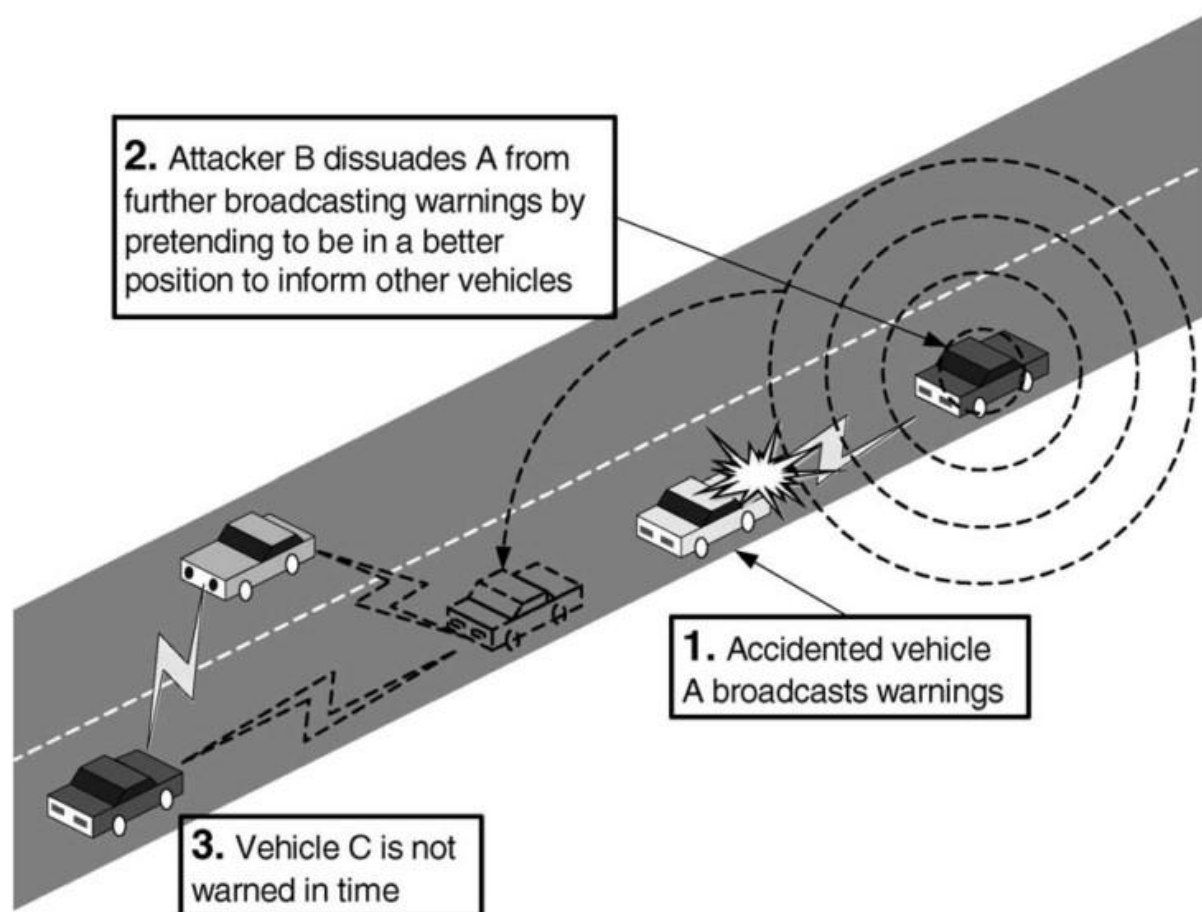 2. Attacker B dissuades A from
further broadcasting warnings by
pretending to be in a better
position to inform other vehicles
1. Accidented vehicle
A broadcasts warnings
3. Vehicle C is not
warned in time